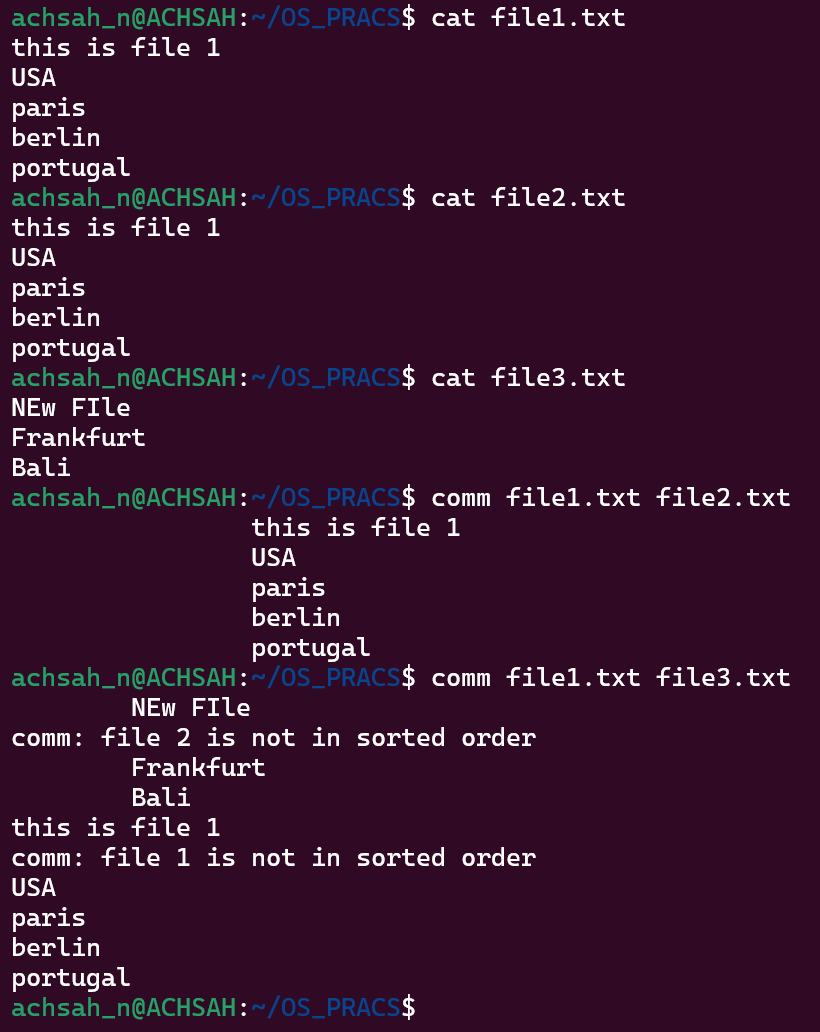 achsah_n@ACHSAH:~/OS_PRACS$ cat file1.txt
this is file 1
USA
paris
berlin
portugal
achsah_n@ACHSAH:~/OS_PRACS$ cat file2.txt
this is file 1
USA
paris
berlin
portugal
achsah_n@ACHSAH:~/OS_PRACS$ cat file3.txt
NEw FIle
Frankfurt
Bali
achsah_n@ACHSAH:~/OS_PRACS$ comm file1.txt file2.txt
                this is file 1
                USA
                paris
                berlin
                portugal
achsah_n@ACHSAH:~/OS_PRACS$ comm file1.txt file3.txt
        NEw FIle
comm: file 2 is not in sorted order
        Frankfurt
        Bali
this is file 1
comm: file 1 is not in sorted order
USA
paris
berlin
portugal
achsah_n@ACHSAH:~/OS_PRACS$